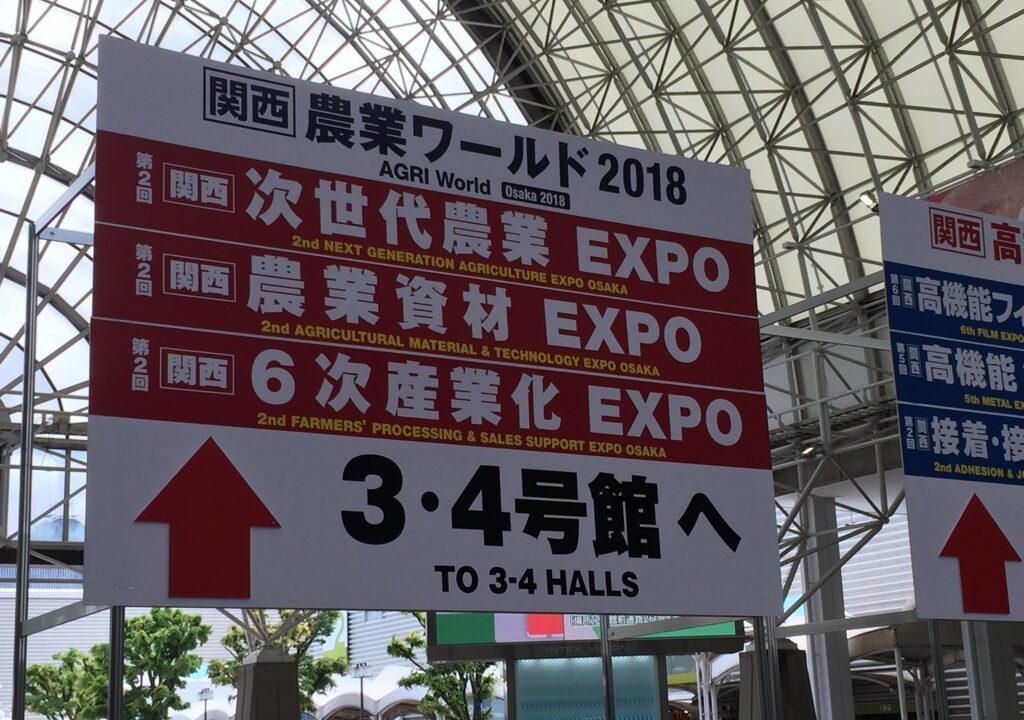 関西 農業ワールド 2018
AGRI World Osaka 2018
第2回 関西 次世代農業 EXPO
2nd NEXT GENERATION AGRICULTURE EXPO OSAKA
第2回 関西 農業資材 EXPO
2nd AGRICULTURAL MATERIAL & TECHNOLOGY EXPO OSAKA
第2回 関西 6次産業化 EXPO
2nd FARMERS' PROCESSING & SALES SUPPORT EXPO OSAKA
3・4号館へ
TO 3-4 HALLS
関西 高
第6回 関西 高機能フィ
6th FILM EXPO
第5回 関西 高機能
5th METAL EX
第2回 関西 接着・接
2nd ADHESION & JO
INTEX VISION